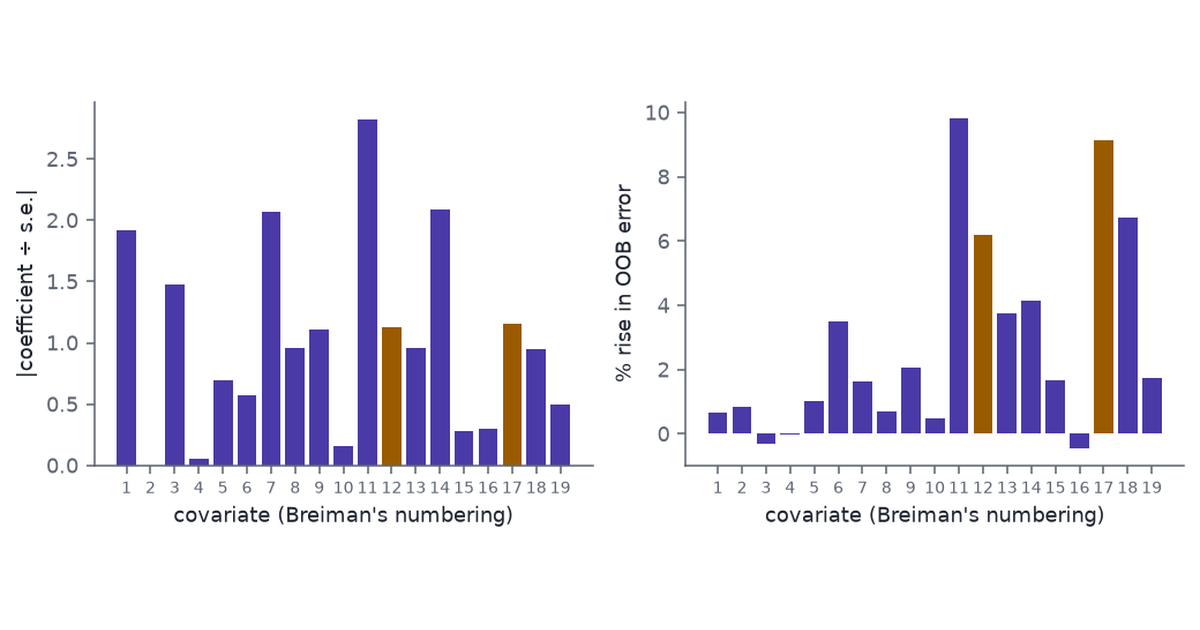 |coefficient ÷ s.e.|
2.5
2.0
1.5
1.0
0.5
0.0
1 2 3 4 5 6 7 8 9 10 11 12 13 14 15 16 17 18 19
covariate (Breiman's numbering)
% rise in OOB error
10
8
6
4
2
0
1 2 3 4 5 6 7 8 9 10 11 12 13 14 15 16 17 18 19
covariate (Breiman's numbering)